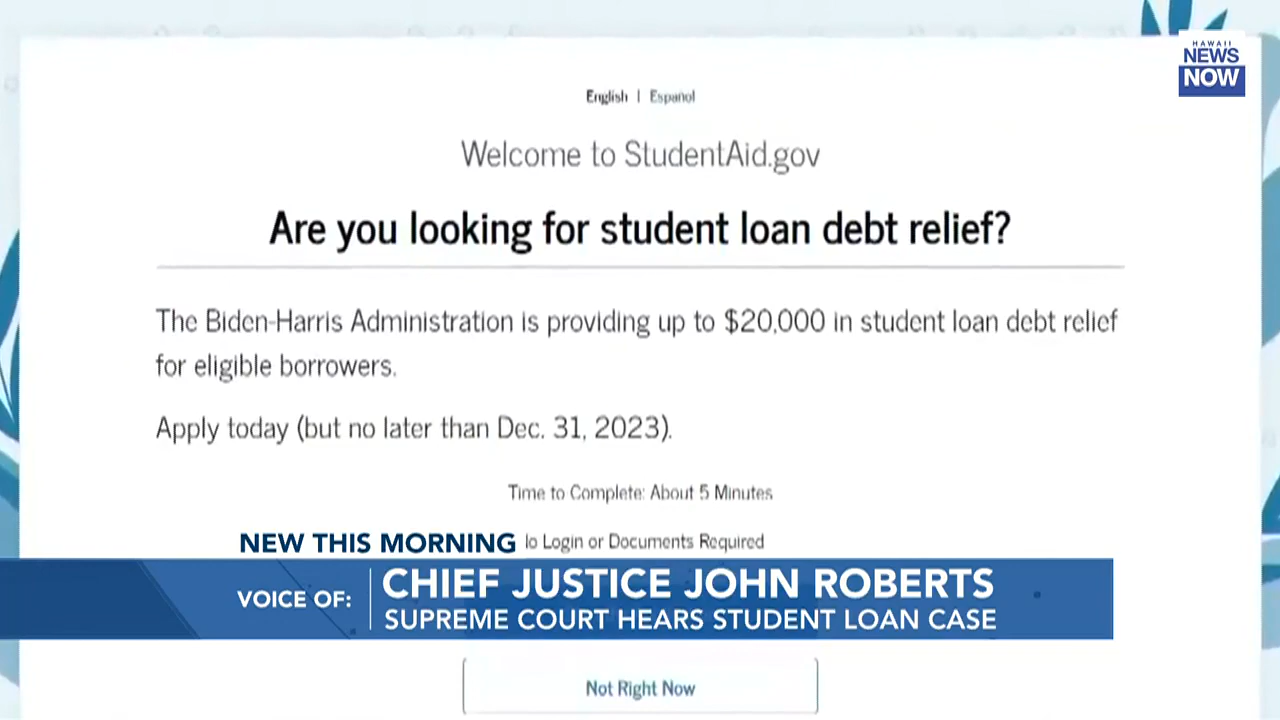 HAWAII
NEWS
NOW
English | Espanol
Welcome to StudentAid.gov
Are you looking for student loan debt relief?
The Biden-Harris Administration is providing up to $20,000 in student loan debt relief
for eligible borrowers.
Apply today (but no later than Dec. 31, 2023).
Time to Complete: About 5 Minutes
NEW THIS MORNING
Login or Documents Required
VOICE OF:
CHIEF JUSTICE JOHN ROBERTS
SUPREME COURT HEARS STUDENT LOAN CASE
Not Right Now